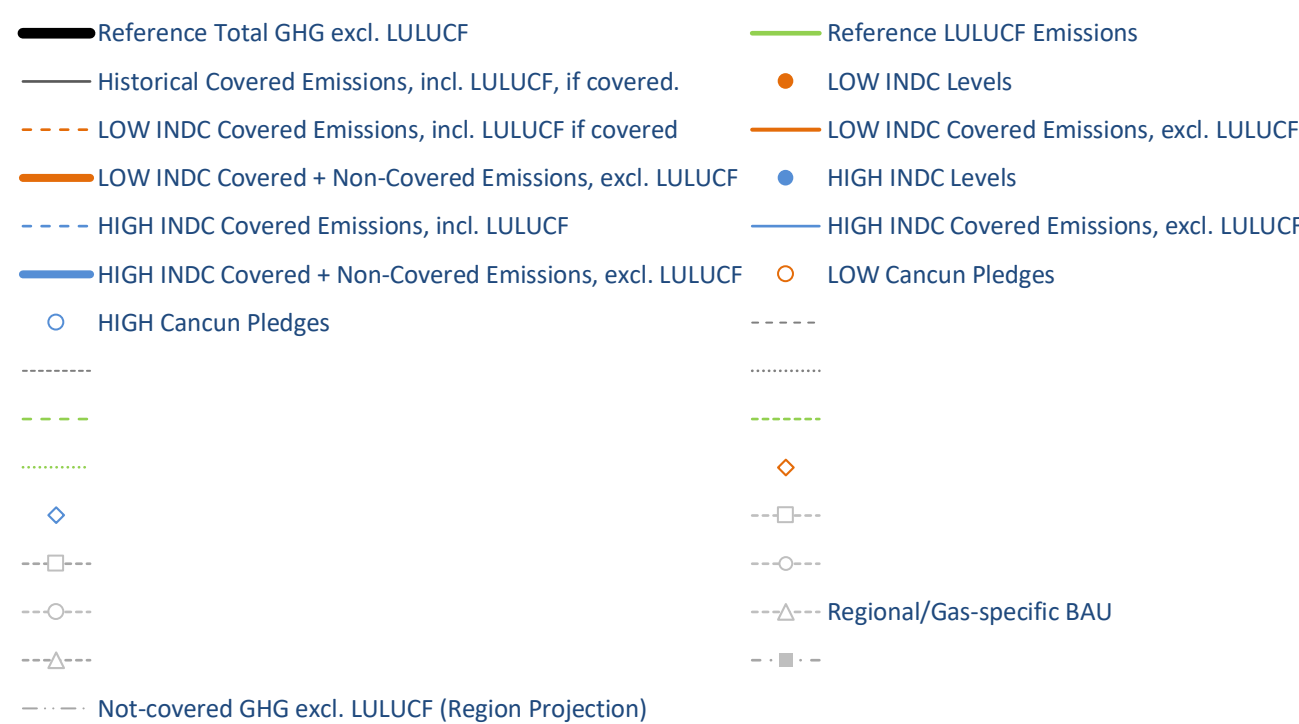 Reference Total GHG excl. LULUCF
Reference LULUCF Emissions
Historical Covered Emissions, incl. LULUCF, if covered.
LOW INDC Levels
LOW INDC Covered Emissions, incl. LULUCF if covered
LOW INDC Covered Emissions, excl. LULUCF
LOW INDC Covered + Non-Covered Emissions, excl. LULUCF
HIGH INDC Levels
HIGH INDC Covered Emissions, incl. LULUCF
HIGH INDC Covered Emissions, excl. LULUCF
HIGH INDC Covered + Non-Covered Emissions, excl. LULUCF
LOW Cancun Pledges
HIGH Cancun Pledges
Regional/Gas-specific BAU
Not-covered GHG excl. LULUCF (Region Projection)